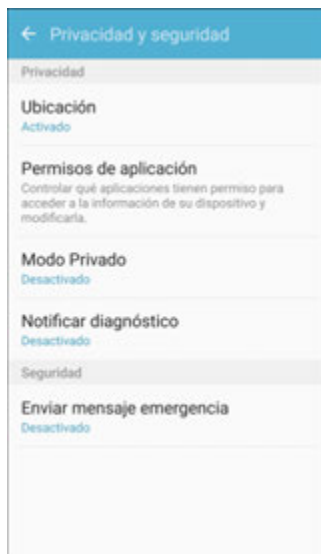 Privacidad y seguridad
Privacidad
Ubicación
Activado
Permisos de aplicación
Controlar qué aplicaciones tienen permiso para
acceder a la información de su dispositivo y
modificarla.
Modo Privado
Desactivado
Notificar diagnóstico
Desactivado
Seguridad
Enviar mensaje emergencia
Desactivado